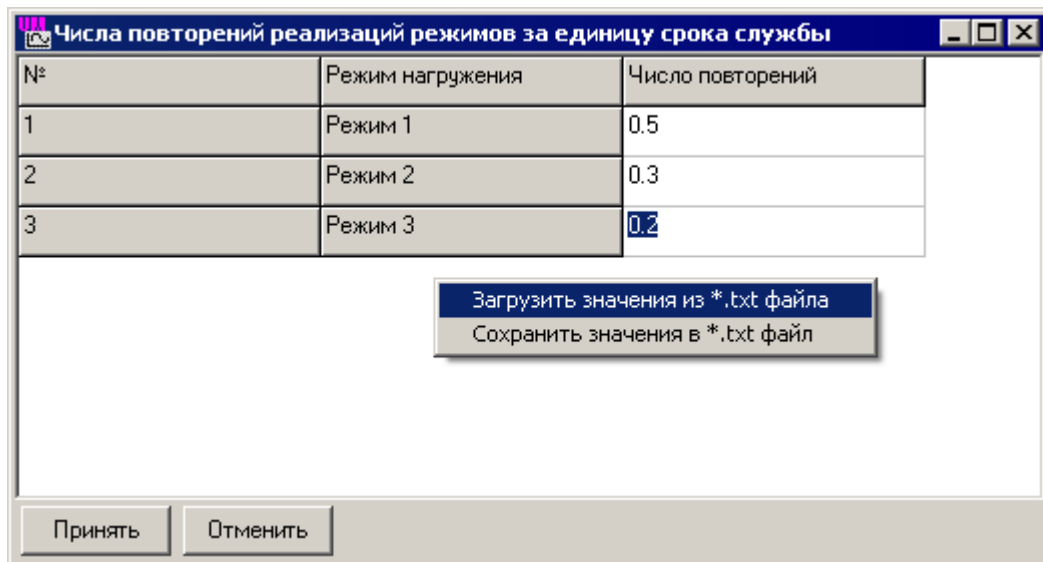 Числа повторений реализаций режимов за единицу срока службы
№ Режим нагружения Число повторений
1 Режим 1 0.5
2 Режим 2 0.3
3 Режим 3 0.2
Загрузить значения из *.txt файла
Сохранить значения в *.txt файл
Принять Отменить